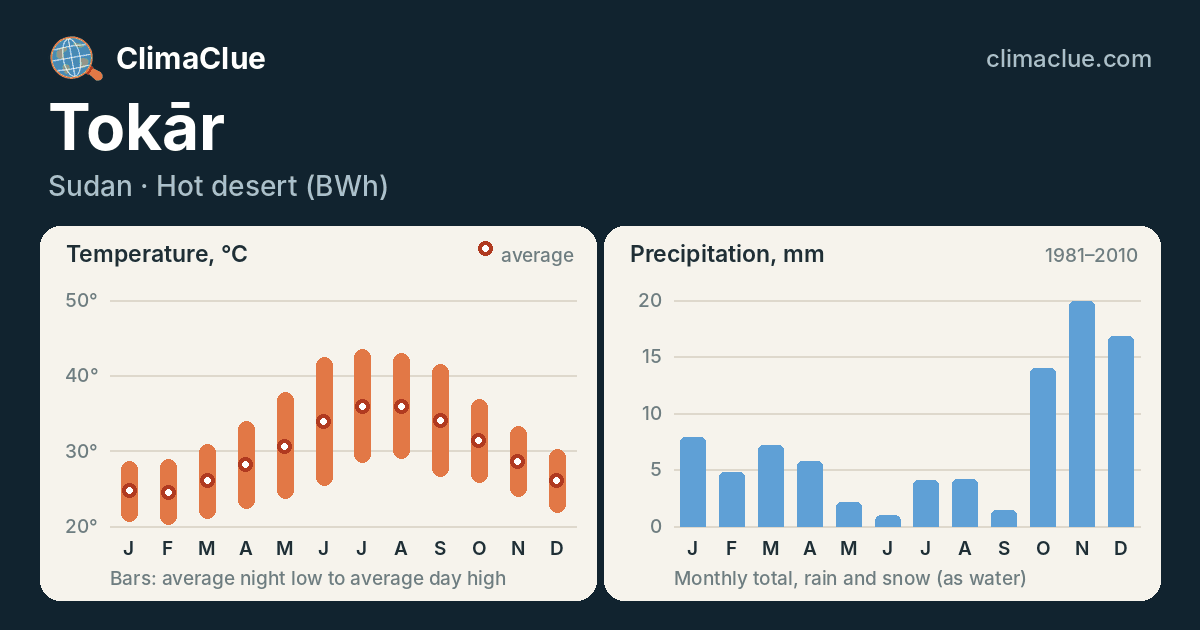 ClimaClue
climaclue.com
Tokār
Sudan · Hot desert (BWh)
Temperature, °C
average
50°
40°
30°
20°
J F M A M J J A S O N D
Bars: average night low to average day high
Precipitation, mm
1981–2010
20
15
10
5
0
J F M A M J J A S O N D
Monthly total, rain and snow (as water)